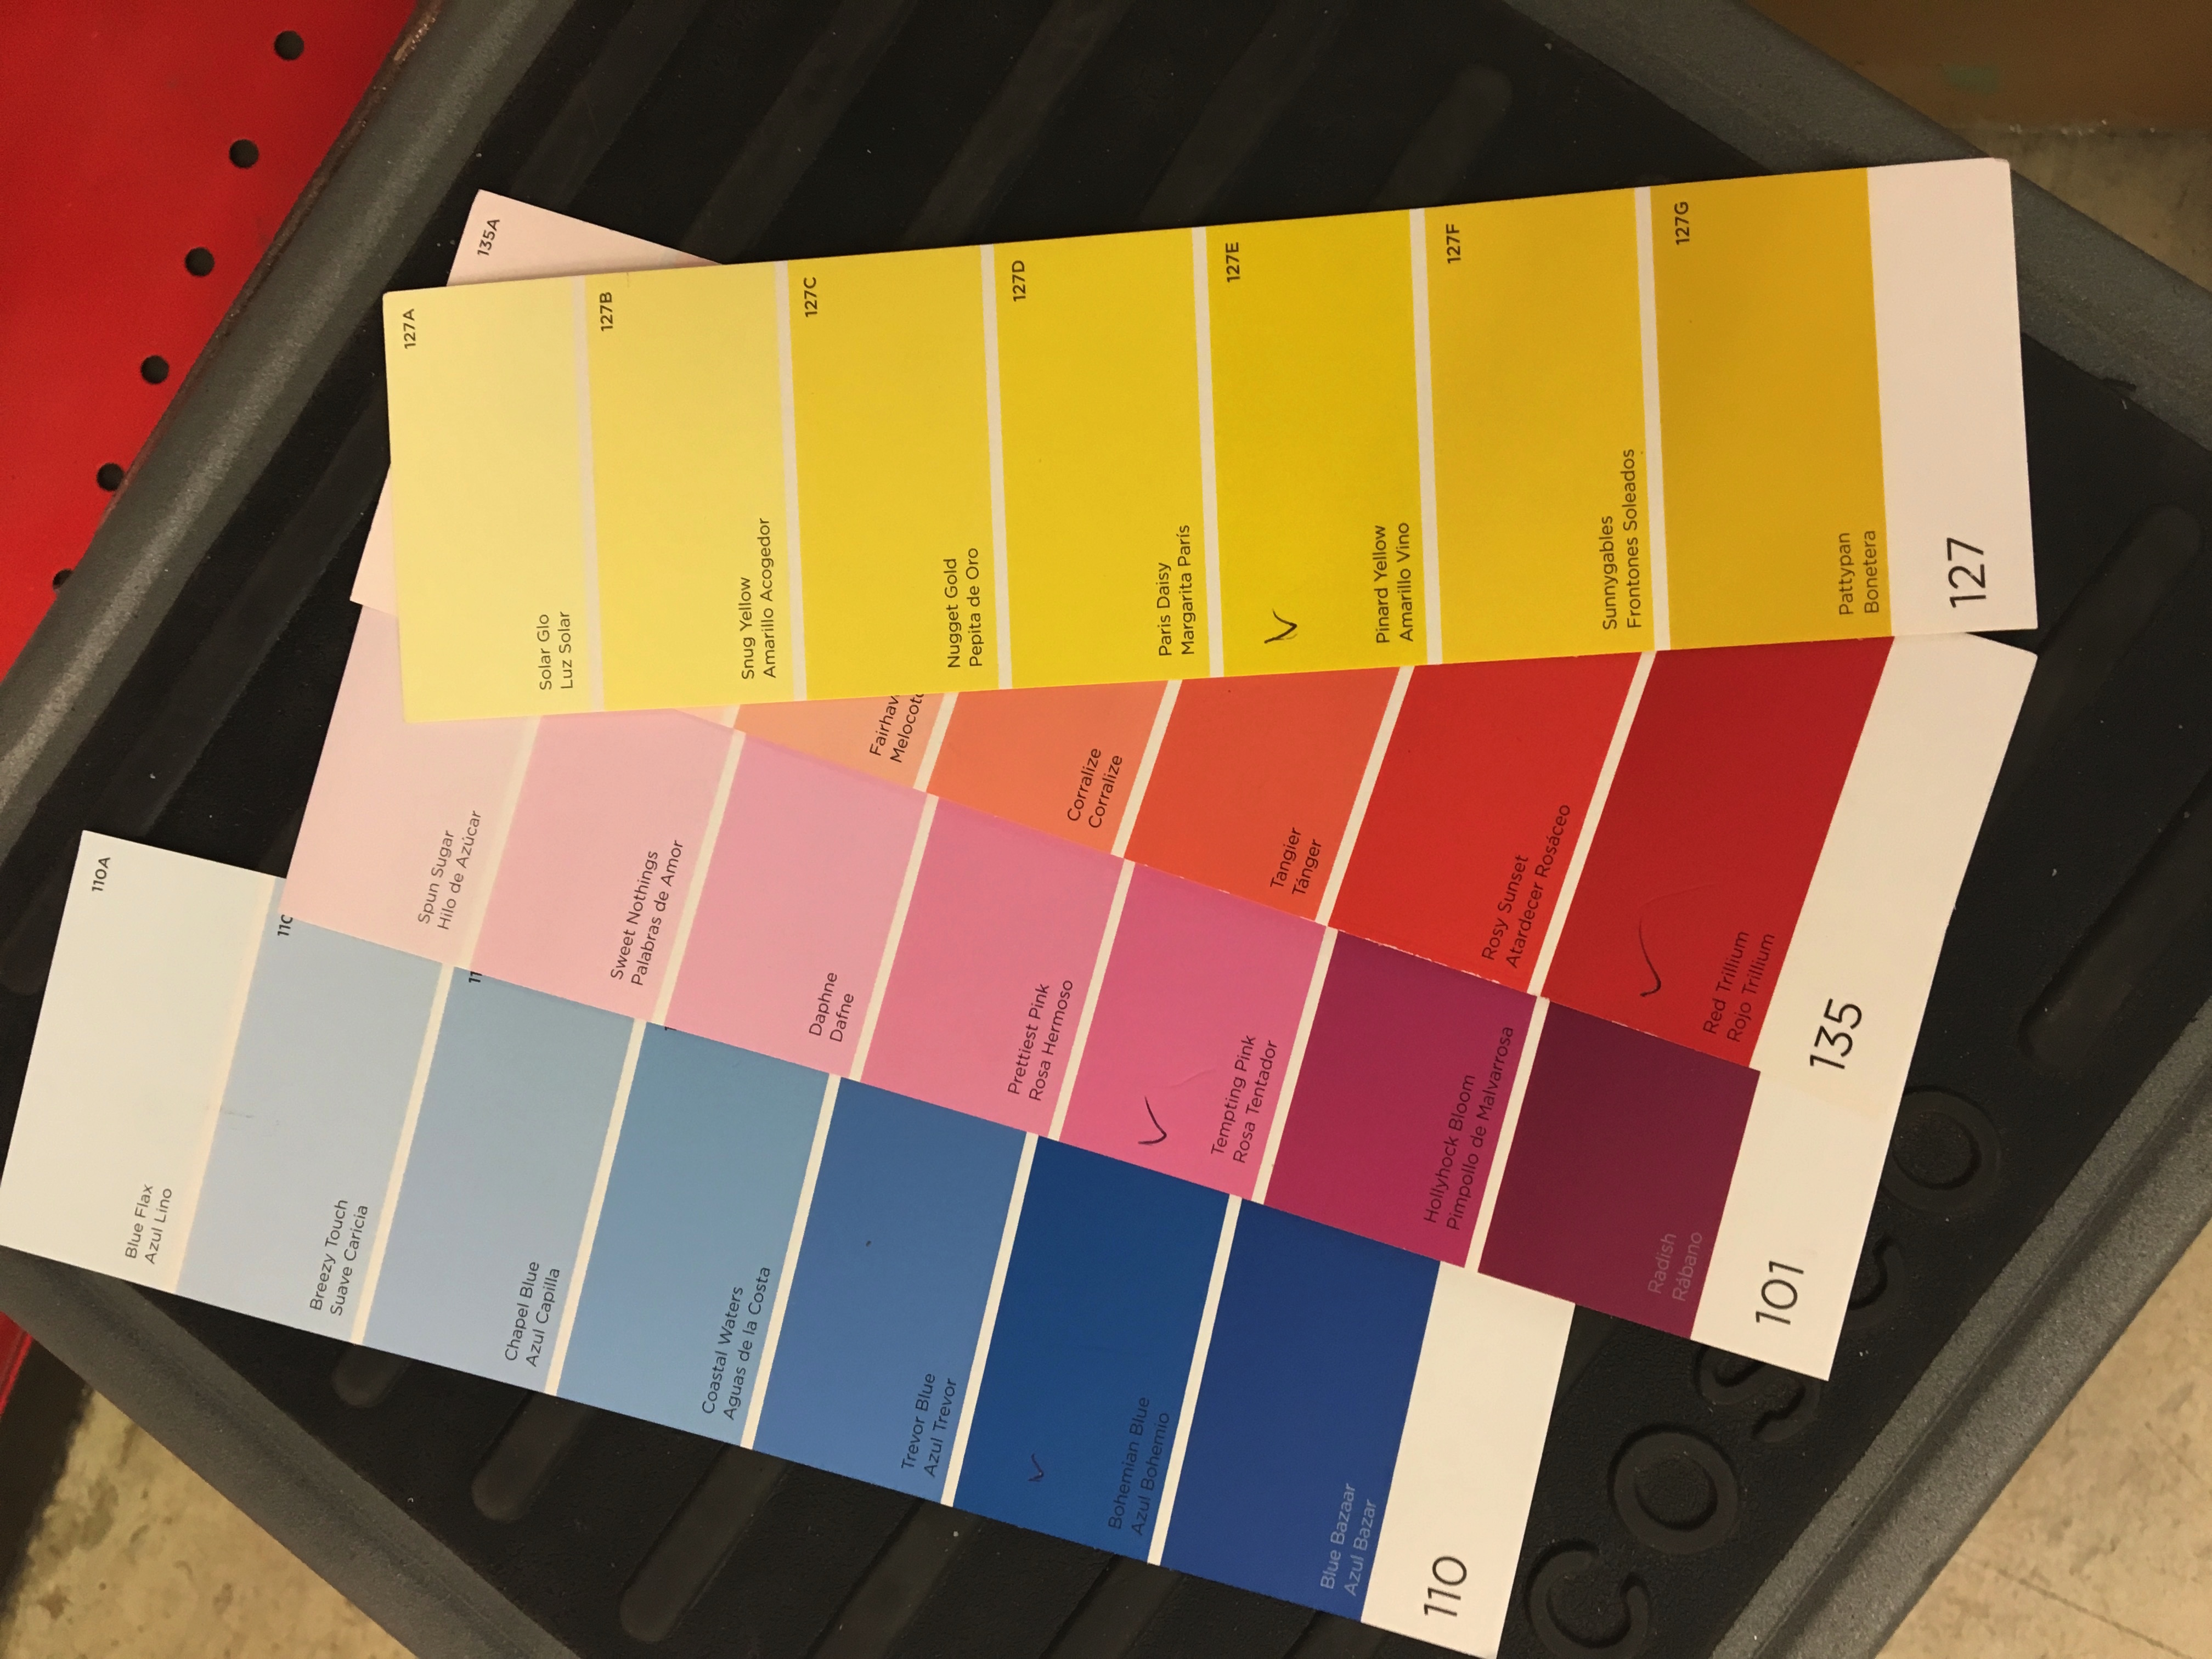 127A
Solar Glo
Luz Solar
127B
Snug Yellow
Amarillo Acogedor
127C
Nugget Gold
Pepita de Oro
127D
Paris Daisy
Margarita París
127E
Pinard Yellow
Amarillo Vino
127F
Sunnygables
Frontones Soleados
127G
Pattypan
Bonetera
127
135A
Corralize
Corralize
Tangier
Tánger
Rosy Sunset
Atardecer Rosáceo
Red Trillium
Rojo Trillium
135
Spun Sugar
Hilo de Azúcar
Sweet Nothings
Palabras de Amor
Daphne
Dafne
Prettiest Pink
Rosa Hermoso
Tempting Pink
Rosa Tentador
Hollyhock Bloom
Pimpollo de Malvarrosa
Radish
Rábano
101
110A
Blue Flax
Azul Lino
Breezy Touch
Suave Caricia
Chapel Blue
Azul Capilla
Coastal Waters
Aguas de la Costa
Trevor Blue
Azul Trevor
Bohemian Blue
Azul Bohemio
Blue Bazaar
Azul Bazar
110